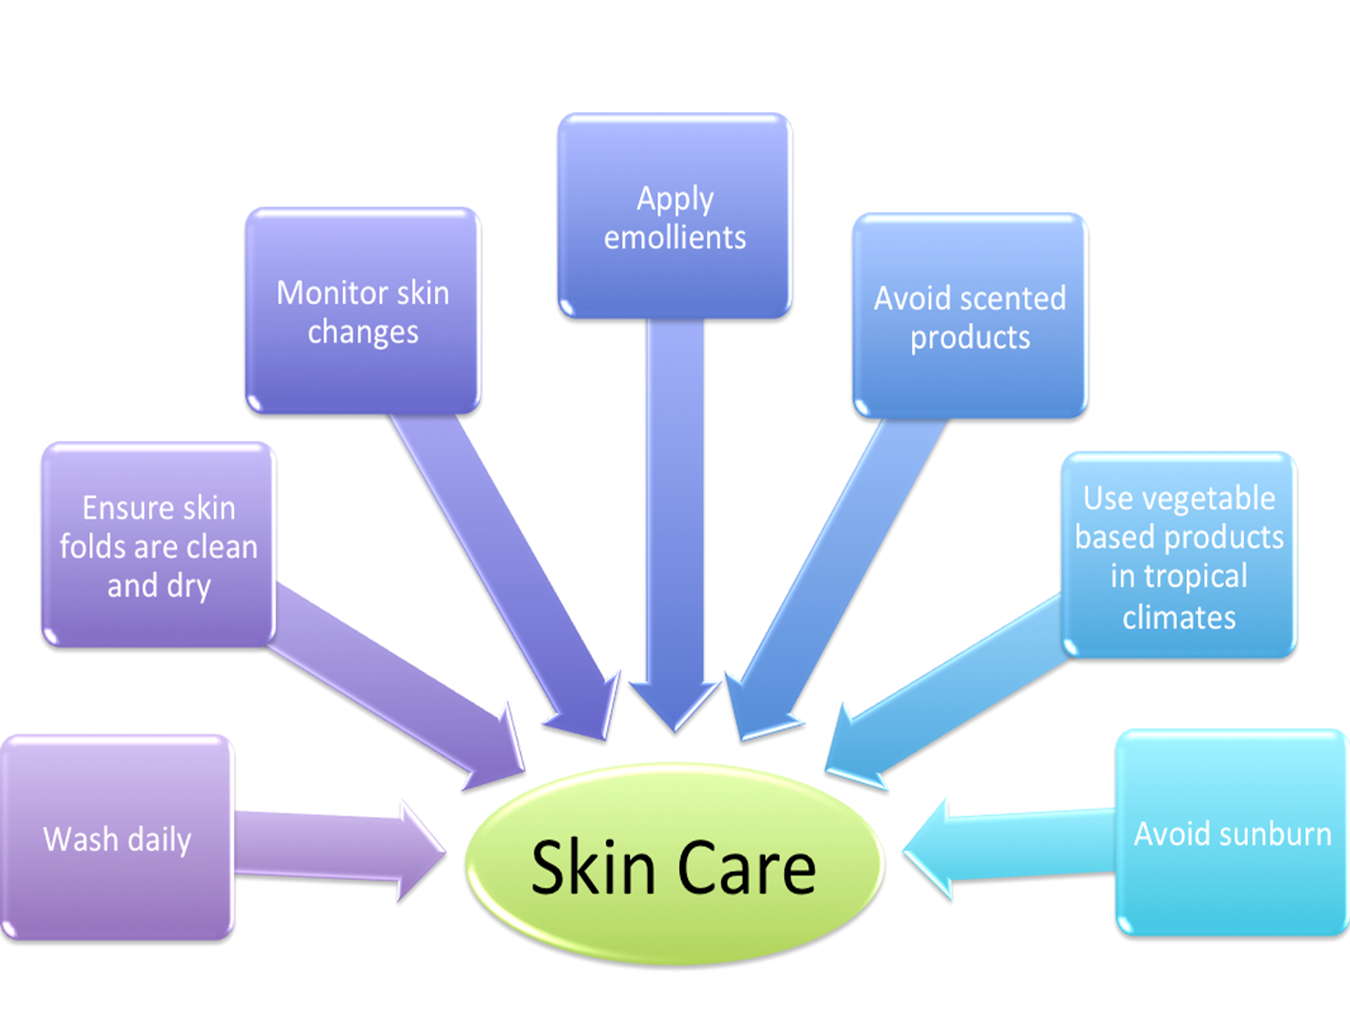 Apply
emollients
Monitor skin
changes
Avoid scented
products
Ensure skin
folds are clean
and dry
Use vegetable
based products
in tropical
climates
Wash daily
Avoid sunburn
Skin Care